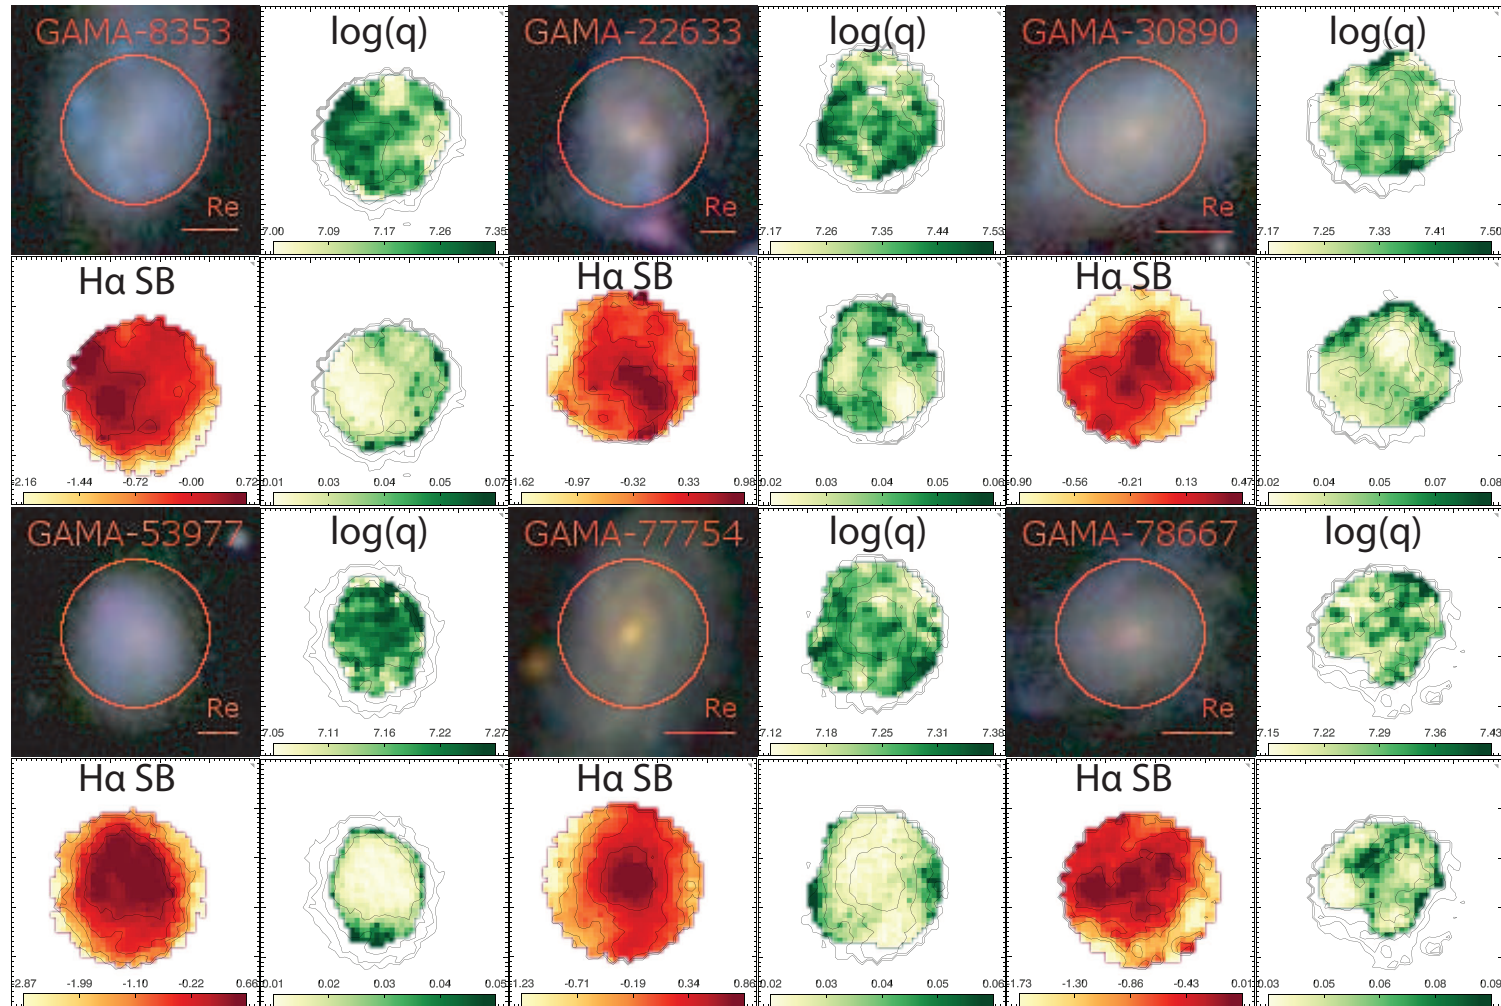 GAMA-8353 log(q) GAMA-22633 log(q) GAMA-30890 log(q)
Re Re Re
7.00 7.09 7.17 7.26 7.35 7.17 7.26 7.35 7.44 7.53 7.17 7.25 7.33 7.41 7.50
Hα SB Hα SB Hα SB
-2.16 -1.44 -0.72 -0.00 0.72 0.01 0.03 0.04 0.05 0.07 1.62 -0.97 -0.32 0.33 0.98 0.02 0.03 0.04 0.05 0.06 -0.90 -0.56 -0.21 0.13 0.47 0.02 0.04 0.05 0.07 0.08
GAMA-53977 log(q) GAMA-77754 log(q) GAMA-78667 log(q)
Re Re Re
7.05 7.11 7.16 7.22 7.27 7.12 7.18 7.25 7.31 7.38 7.15 7.22 7.29 7.36 7.43
Hα SB Hα SB Hα SB
-2.87 -1.99 -1.10 -0.22 0.66 0.01 0.02 0.03 0.04 0.05 1.23 -0.71 -0.19 0.34 0.86 0.02 0.03 0.04 0.05 0.06 1.73 -1.30 -0.86 -0.43 0.01 0.03 0.05 0.06 0.08 0.09